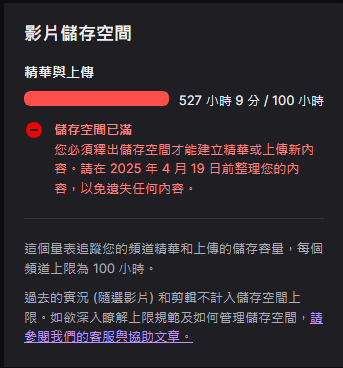 影片儲存空間
精華與上傳
527 小時 9 分 / 100 小時
儲存空間已滿
您必須釋出儲存空間才能建立精華或上傳新內
容。請在 2025 年 4 月 19 日前整理您的內
容，以免遺失任何內容。
這個量表追蹤您的頻道精華和上傳的儲存容量，每個
頻道上限為 100 小時。
過去的實況 (隨選影片) 和剪輯不計入儲存空間上
限。如欲深入瞭解上限規範及如何管理儲存空間，請
參閱我們的客服與協助文章。